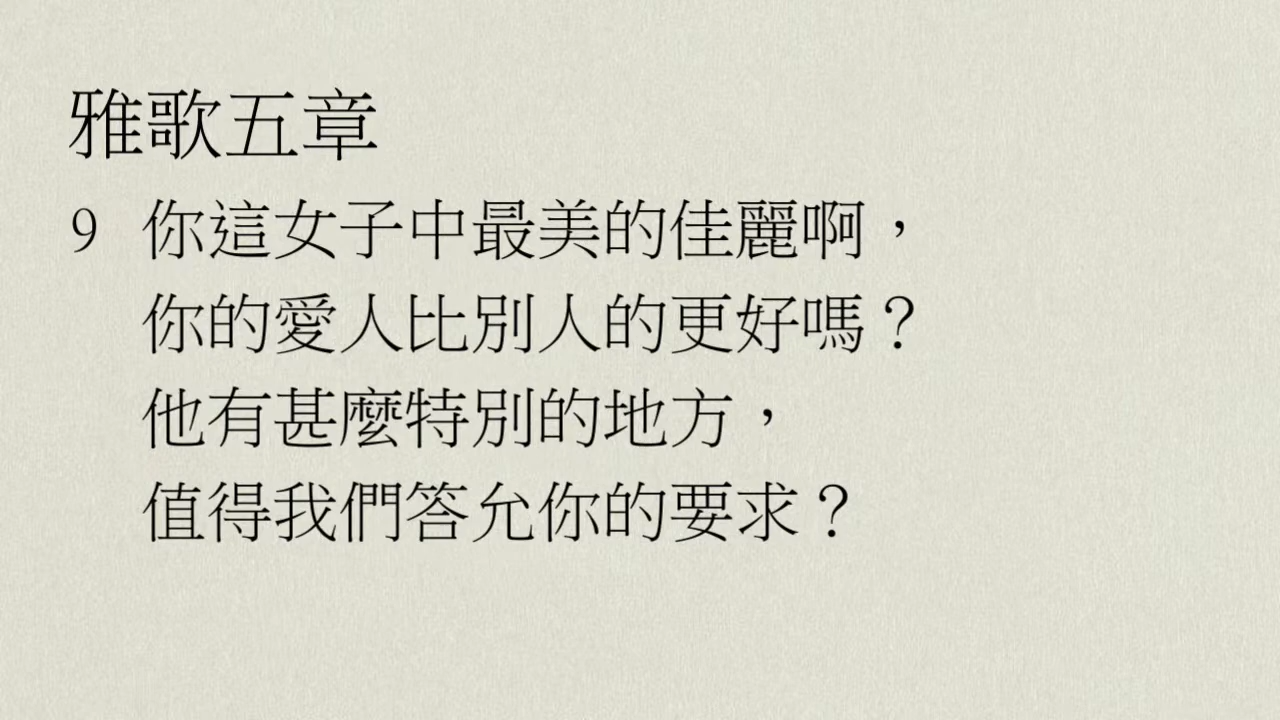 雅歌五章
9 你這女子中最美的佳麗啊，
你的愛人比別人的更好嗎？
他有甚麼特別的地方，
值得我們答允你的要求？